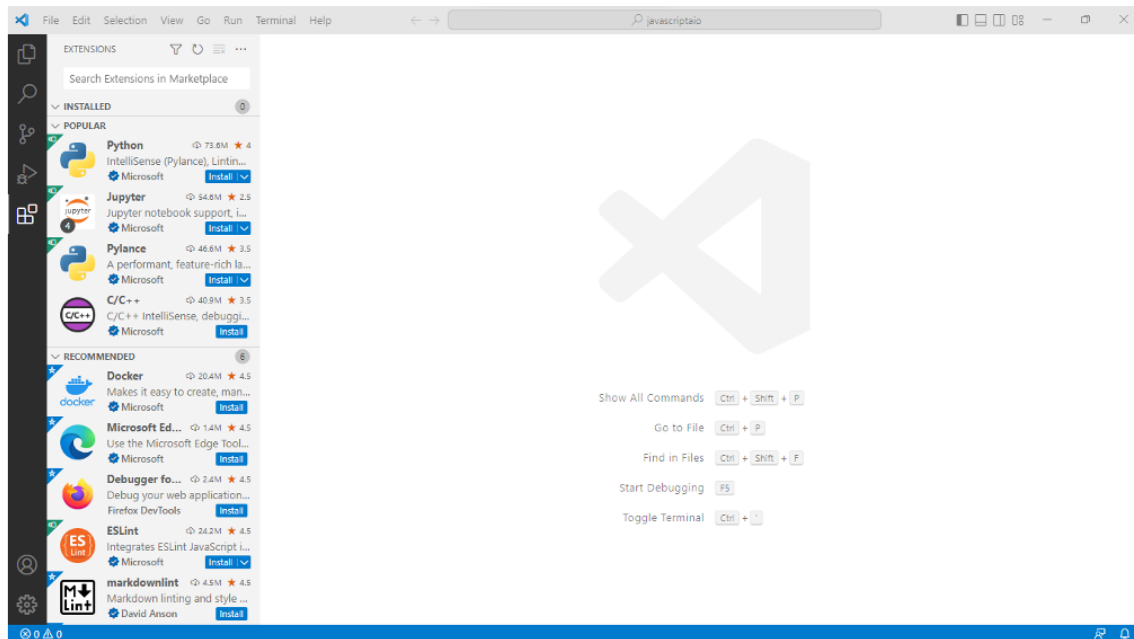 File Edit Selection View Go Run Terminal Help
javascriptaio
EXTENSIONS
Search Extensions in Marketplace
INSTALLED 0
POPULAR
Python 73.6M ★ 4
IntelliSense (Pylance), Lintin...
Microsoft Install
Jupyter 54.6M ★ 2.5
Jupyter notebook support, i...
Microsoft Install
jupyter
4
Pylance 46.6M ★ 3.5
A performant, feature-rich la...
Microsoft Install
C/C++ 40.9M ★ 3.5
C/C++ IntelliSense, debuggi...
Microsoft Install
C/C++
RECOMMENDED 6
Docker 20.4M ★ 4.5
Makes it easy to create, man...
Microsoft Install
docker
Microsoft Ed... 1.4M ★ 4.5
Use the Microsoft Edge Tool...
Microsoft Install
Debugger fo... 2.4M ★ 4.5
Debug your web application...
Firefox DevTools Install
ESLint 24.2M ★ 4.5
Integrates ESLint JavaScript i...
Microsoft Install
ES
Lint
markdownlint 4.5M ★ 4.5
Markdown linting and style ...
David Anson Install
M
Lint
Show All Commands Ctrl + Shift + P
Go to File Ctrl + P
Find in Files Ctrl + Shift + F
Start Debugging F5
Toggle Terminal Ctrl + `
0 0